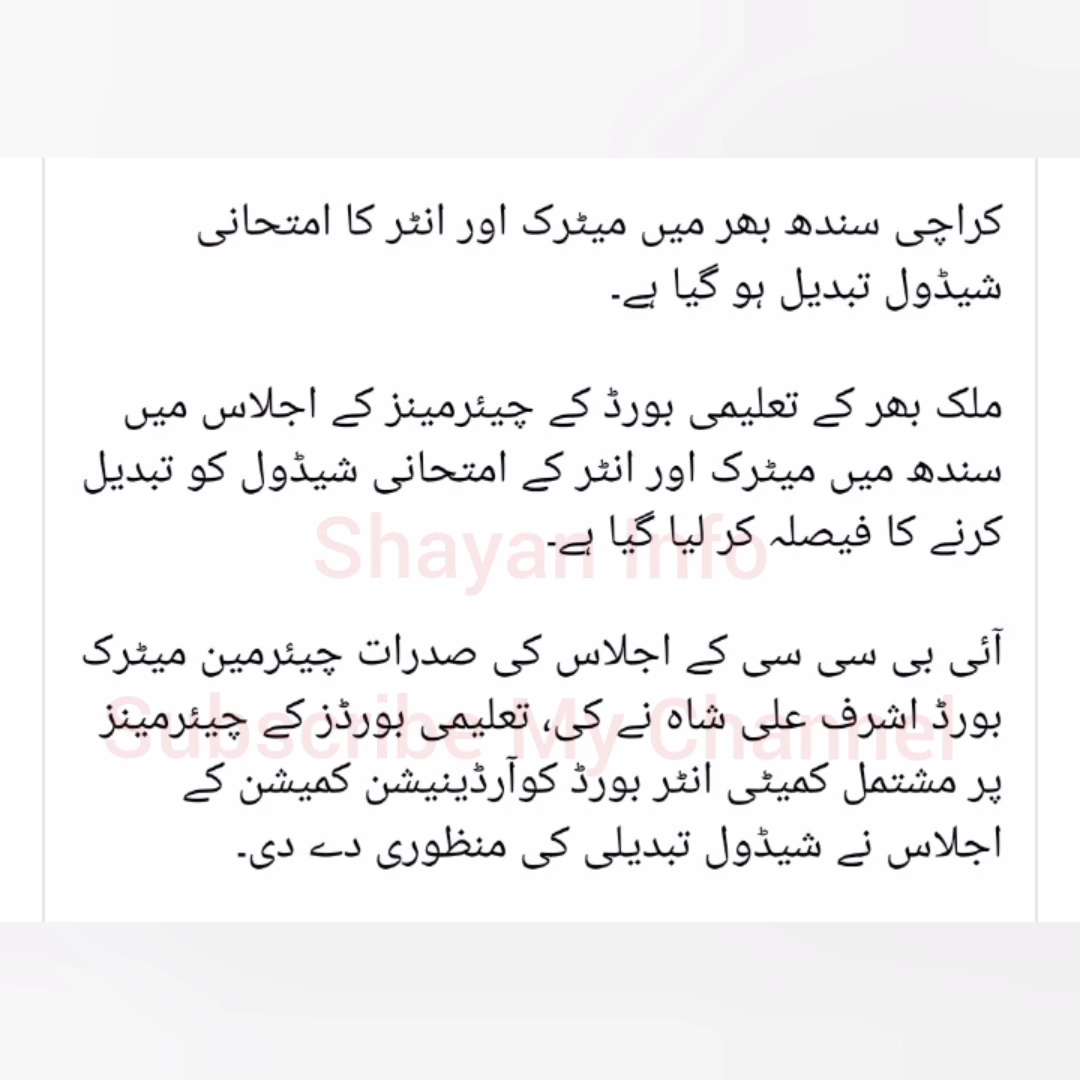 کراچی سندھ بھر میں میٹرک اور انٹر کا امتحانی
شیڈول تبدیل ہو گیا ہے۔
ملک بھر کے تعلیمی بورڈ کے چیئرمینز کے اجلاس میں
سندھ میں میٹرک اور انٹر کے امتحانی شیڈول کو تبدیل
کرنے کا فیصلہ کر لیا گیا ہے۔
Shayan Info
آئی بی سی سی کے اجلاس کی صدرات چیئرمین میٹرک
بورڈ اشرف علی شاہ نے کی، تعلیمی بورڈز کے چیئرمینز
Subscribe My Channel
پر مشتمل کمیٹی انٹر بورڈ کوآرڈینیشن کمیشن کے
اجلاس نے شیڈول تبدیلی کی منظوری دے دی۔